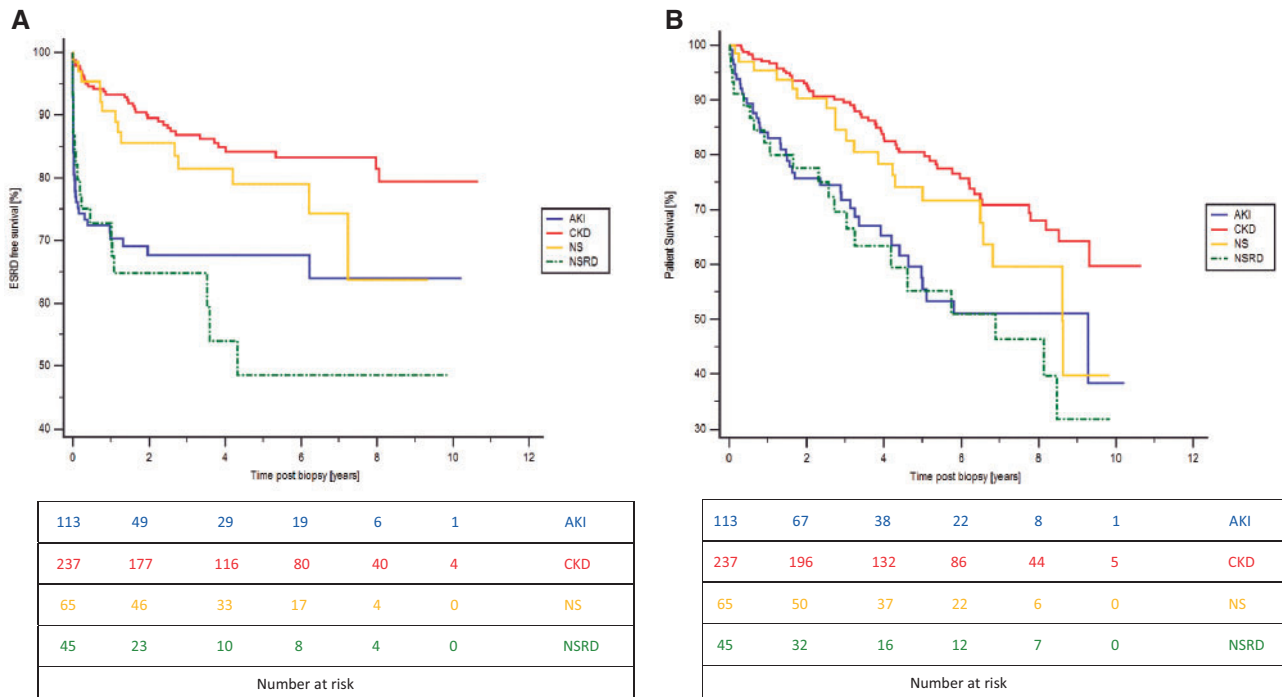 A
B
100
90
80
70
60
50
40
ESRD free survival [%]
0 2 4 6 8 10 12
Time post biopsy [years]
AKI
CKD
NS
NSRD
100
90
80
70
60
50
40
30
Patient Survival [%]
0 2 4 6 8 10 12
Time post biopsy [years]
AKI
CKD
NS
NSRD
113 49 29 19 6 1 AKI
237 177 116 80 40 4 CKD
65 46 33 17 4 0 NS
45 23 10 8 4 0 NSRD
Number at risk
113 67 38 22 8 1 AKI
237 196 132 86 44 5 CKD
65 50 37 22 6 0 NS
45 32 16 12 7 0 NSRD
Number at risk